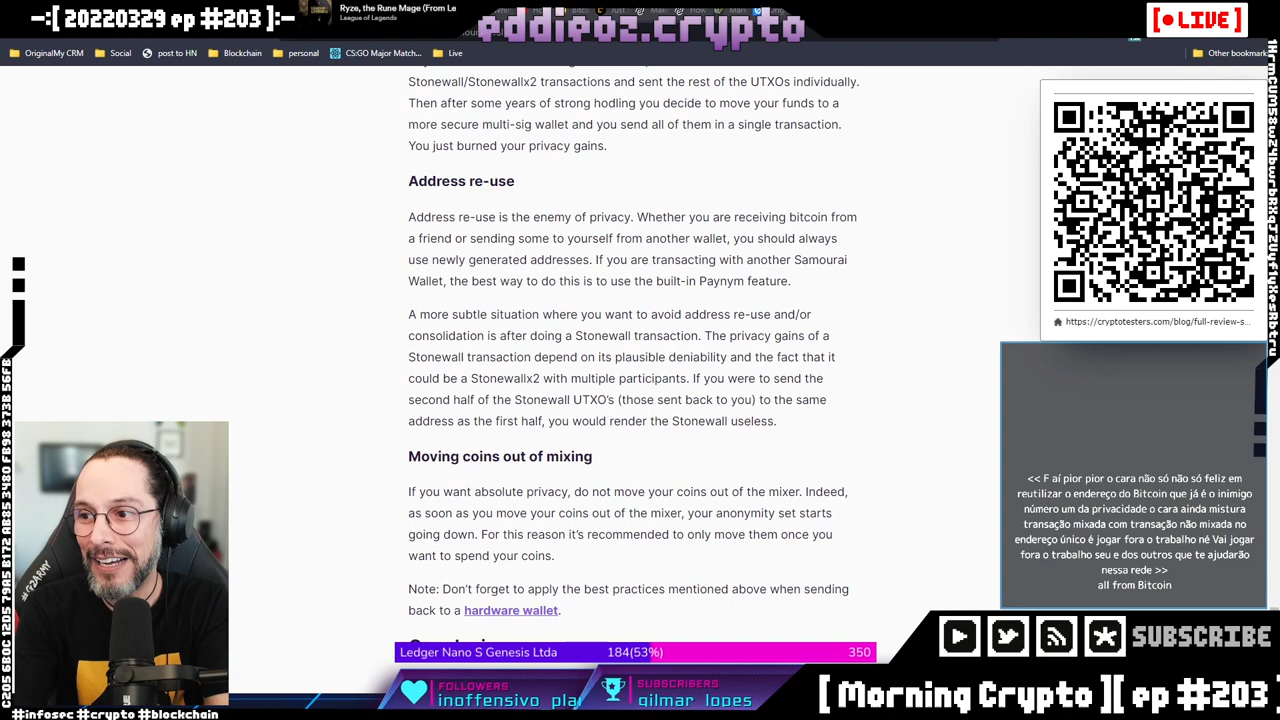 -:[ 20220329 ep #203 ]:-
Ryze, the Rune Mage (From Le
League of Legends
eddieoz.crypto
[● LIVE ]
OriginalMy CRM
Social
post to HN
Blockchain
personal
CS:GO Major Match...
Live
Other bookmark
Stonewall/Stonewallx2 transactions and sent the rest of the UTXOs individually.
Then after some years of strong hodling you decide to move your funds to a
more secure multi-sig wallet and you send all of them in a single transaction.
You just burned your privacy gains.
Address re-use
Address re-use is the enemy of privacy. Whether you are receiving bitcoin from
a friend or sending some to yourself from another wallet, you should always
use newly generated addresses. If you are transacting with another Samourai
Wallet, the best way to do this is to use the built-in Paynym feature.
A more subtle situation where you want to avoid address re-use and/or
consolidation is after doing a Stonewall transaction. The privacy gains of a
Stonewall transaction depend on its plausible deniability and the fact that it
could be a Stonewallx2 with multiple participants. If you were to send the
second half of the Stonewall UTXO's (those sent back to you) to the same
address as the first half, you would render the Stonewall useless.
Moving coins out of mixing
If you want absolute privacy, do not move your coins out of the mixer. Indeed,
as soon as you move your coins out of the mixer, your anonymity set starts
going down. For this reason it's recommended to only move them once you
want to spend your coins.
Note: Don't forget to apply the best practices mentioned above when sending
back to a hardware wallet.
https://cryptotesters.com/blog/full-review-s...
<< F aí pior pior o cara não só não só feliz em
reutilizar o endereço do Bitcoin que já é o inimigo
número um da privacidade o cara ainda mistura
transação mixada com transação não mixada no
endereço único é jogar fora o trabalho né Vai jogar
fora o trabalho seu e dos outros que te ajudarão
nessa rede >>
all from Bitcoin
Ledger Nano S Genesis Ltda 184(53%) 350
FOLLOWERS
inoffensivo_pla
SUBSCRIBERS
gilmar_lopes
SUBSCRIBE
[ Morning Crypto ][ ep #203 ]
#infosec #crypto #blockchain